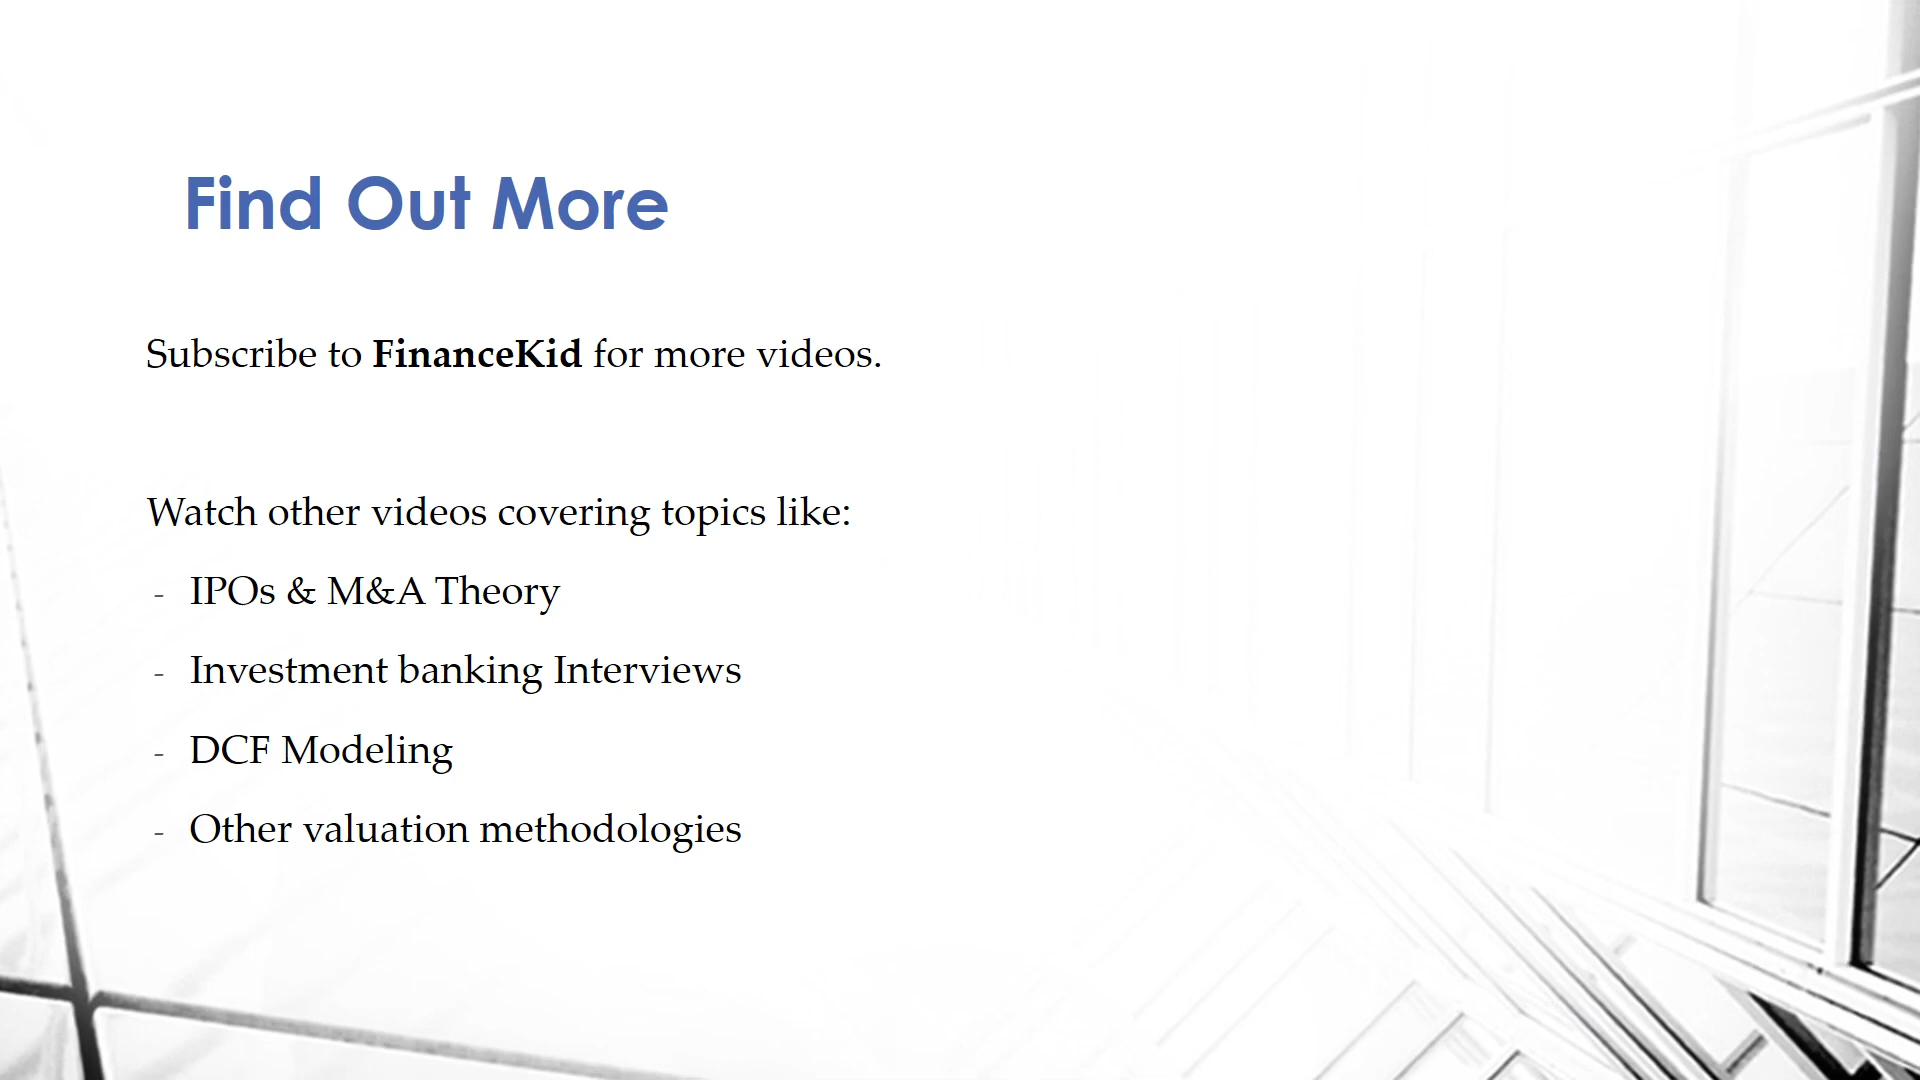 Find Out More
Subscribe to FinanceKid for more videos.
Watch other videos covering topics like:
- IPOs & M&A Theory
- Investment banking Interviews
- DCF Modeling
- Other valuation methodologies